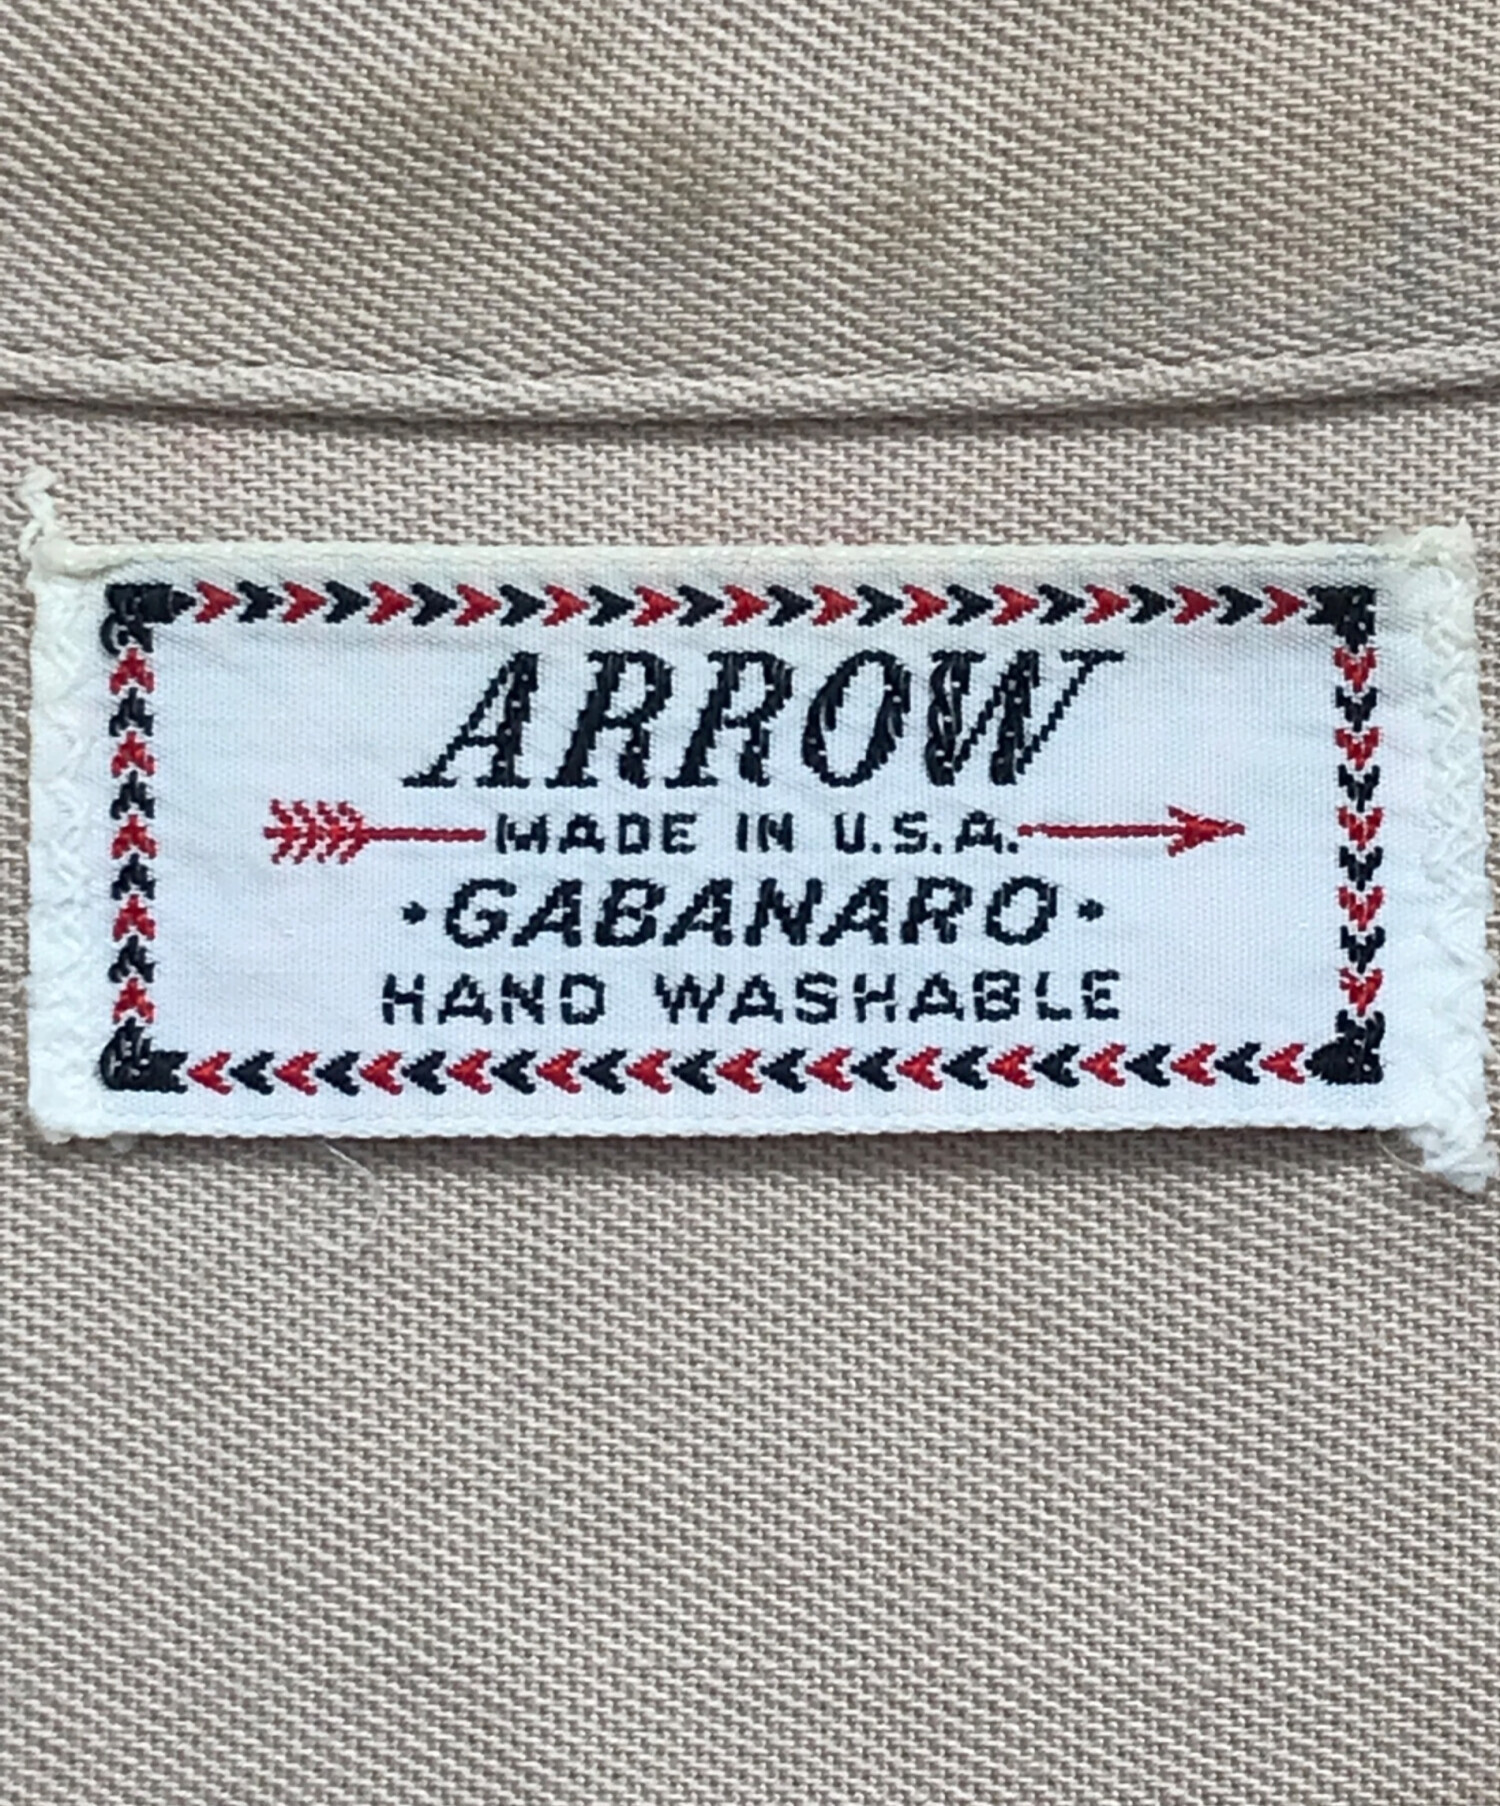 ARROW
MADE IN U.S.A.
·GABANARO·
HAND WASHABLE